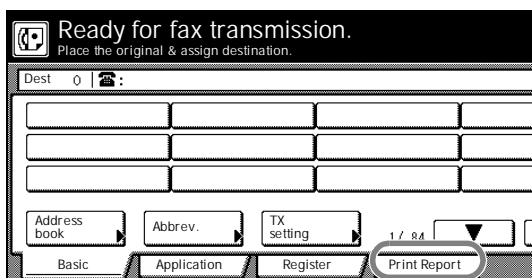 Ready for fax transmission.
Place the original & assign destination.
Dest 0 ☎:
Address book
Abbrev.
TX setting
1 / 84
Basic
Application
Register
Print Report